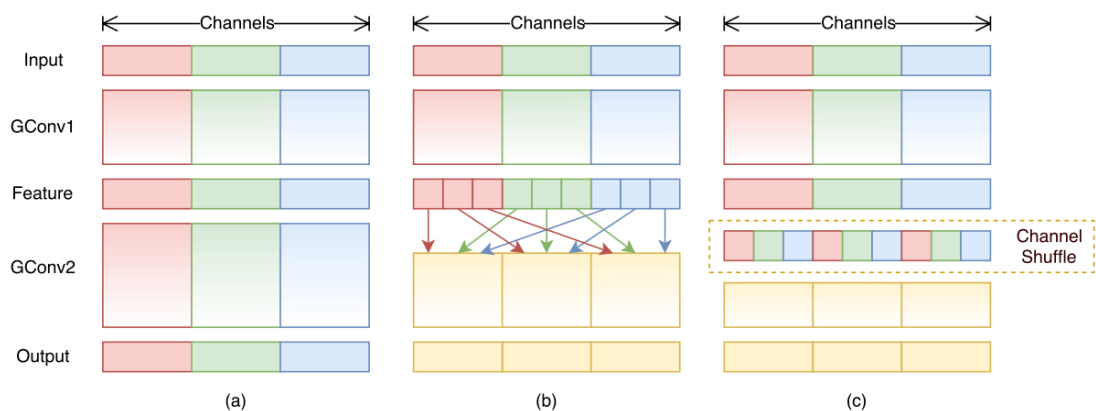 Channels Channels Channels
Input
GConv1
Feature
GConv2
Channel
Shuffle
Output
(a) (b) (c)